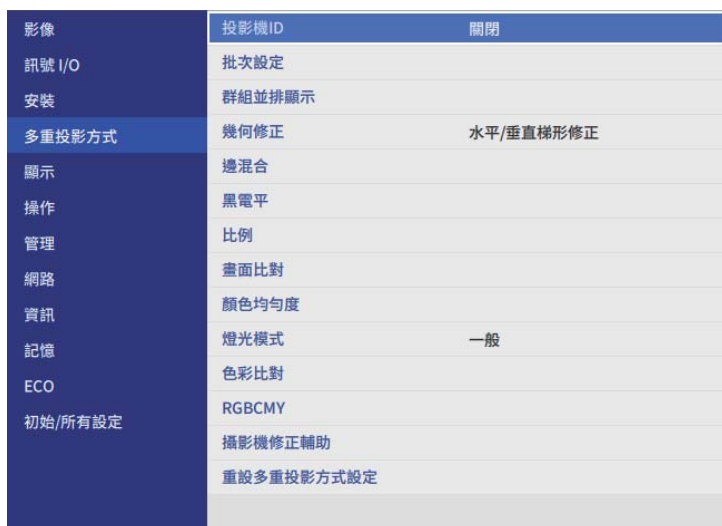 影像
訊號 I/O
安裝
多重投影方式
顯示
操作
管理
網路
資訊
記憶
ECO
初始/所有設定
投影機ID 關閉
批次設定
群組並排顯示
幾何修正 水平/垂直梯形修正
邊混合
黑電平
比例
畫面比對
顏色均勻度
燈光模式 一般
色彩比對
RGBCMY
攝影機修正輔助
重設多重投影方式設定